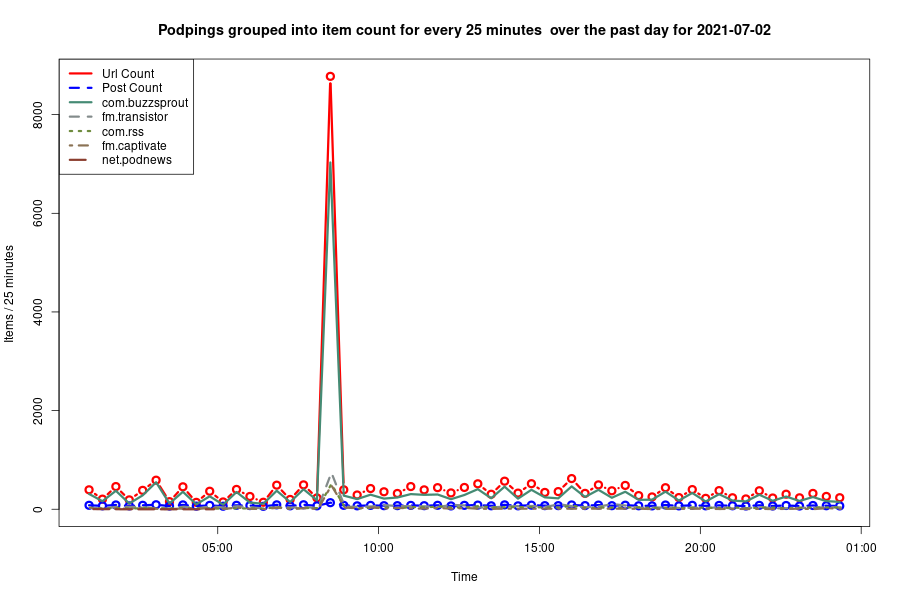 Podpings grouped into item count for every 25 minutes  over the past day for 2021-07-02
Url Count
Post Count
com.buzzsprout
fm.transistor
com.rss
fm.captivate
net.podnews
8000
6000
4000
2000
0
Items / 25 minutes
05:00 10:00 15:00 20:00 01:00
Time